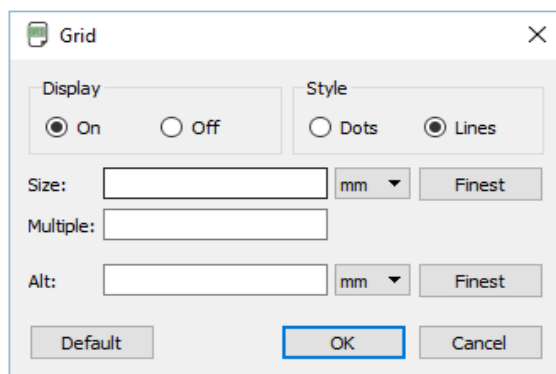 Grid
Display
Style
On
Off
Dots
Lines
Size:
mm
Finest
Multiple:
Alt:
mm
Finest
Default
OK
Cancel